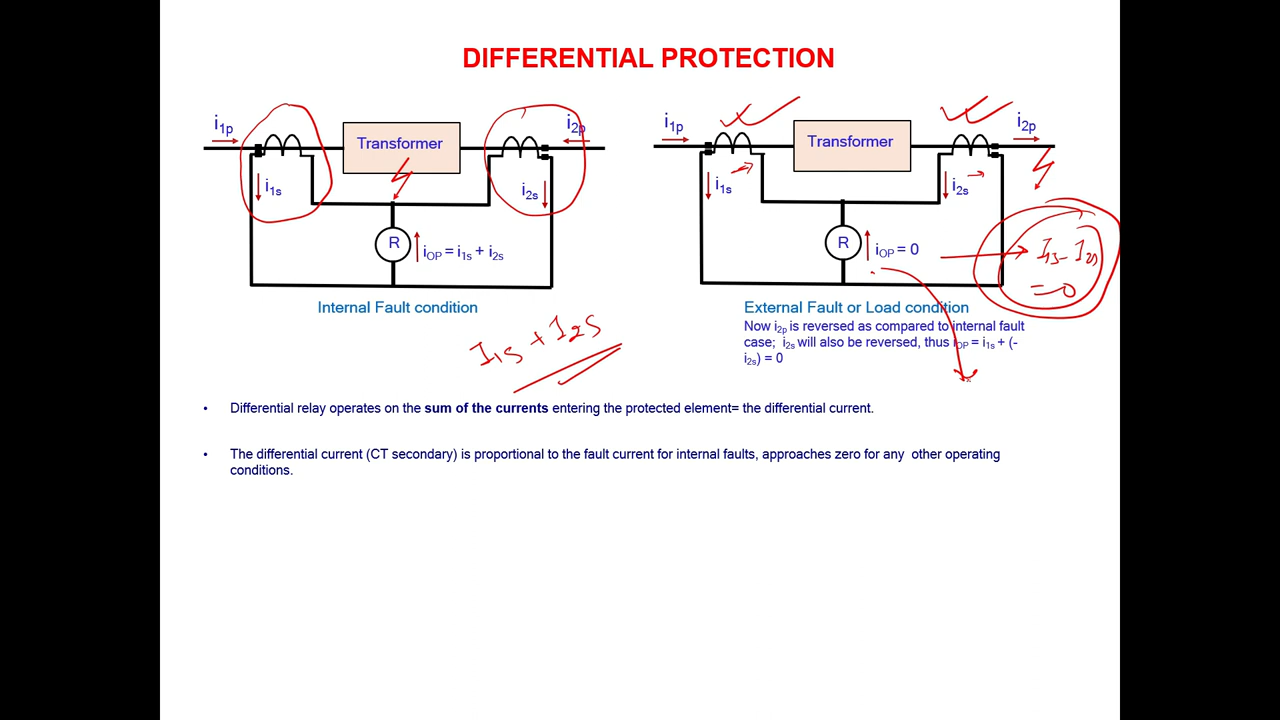 DIFFERENTIAL PROTECTION
i1p
Transformer
i2p
i1s
i2s
R
iOP = i1s + i2s
Internal Fault condition
I1S + I2S
i1p
Transformer
i2p
i1s
i2s
R
iOP = 0
I1S - I2S
= 0
External Fault or Load condition
Now i2p is reversed as compared to internal fault
case; i2s will also be reversed, thus iOP = i1s + (-
i2s) = 0
• Differential relay operates on the sum of the currents entering the protected element= the differential current.
• The differential current (CT secondary) is proportional to the fault current for internal faults, approaches zero for any other operating
conditions.